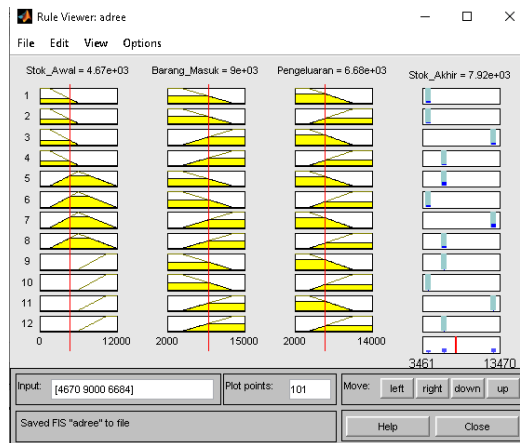 Rule Viewer: adree
File Edit View Options
Stok_Awal = 4.67e+03 Barang_Masuk = 9e+03 Pengeluaran = 6.68e+03 Stok_Akhir = 7.92e+03
1
2
3
4
5
6
7
8
9
10
11
12
0 12000 2000 15000 2000 14000
3461 13470
Input: [4670 9000 6684] Plot points: 101 Move: left right down up
Saved FIS "adree" to file Help Close